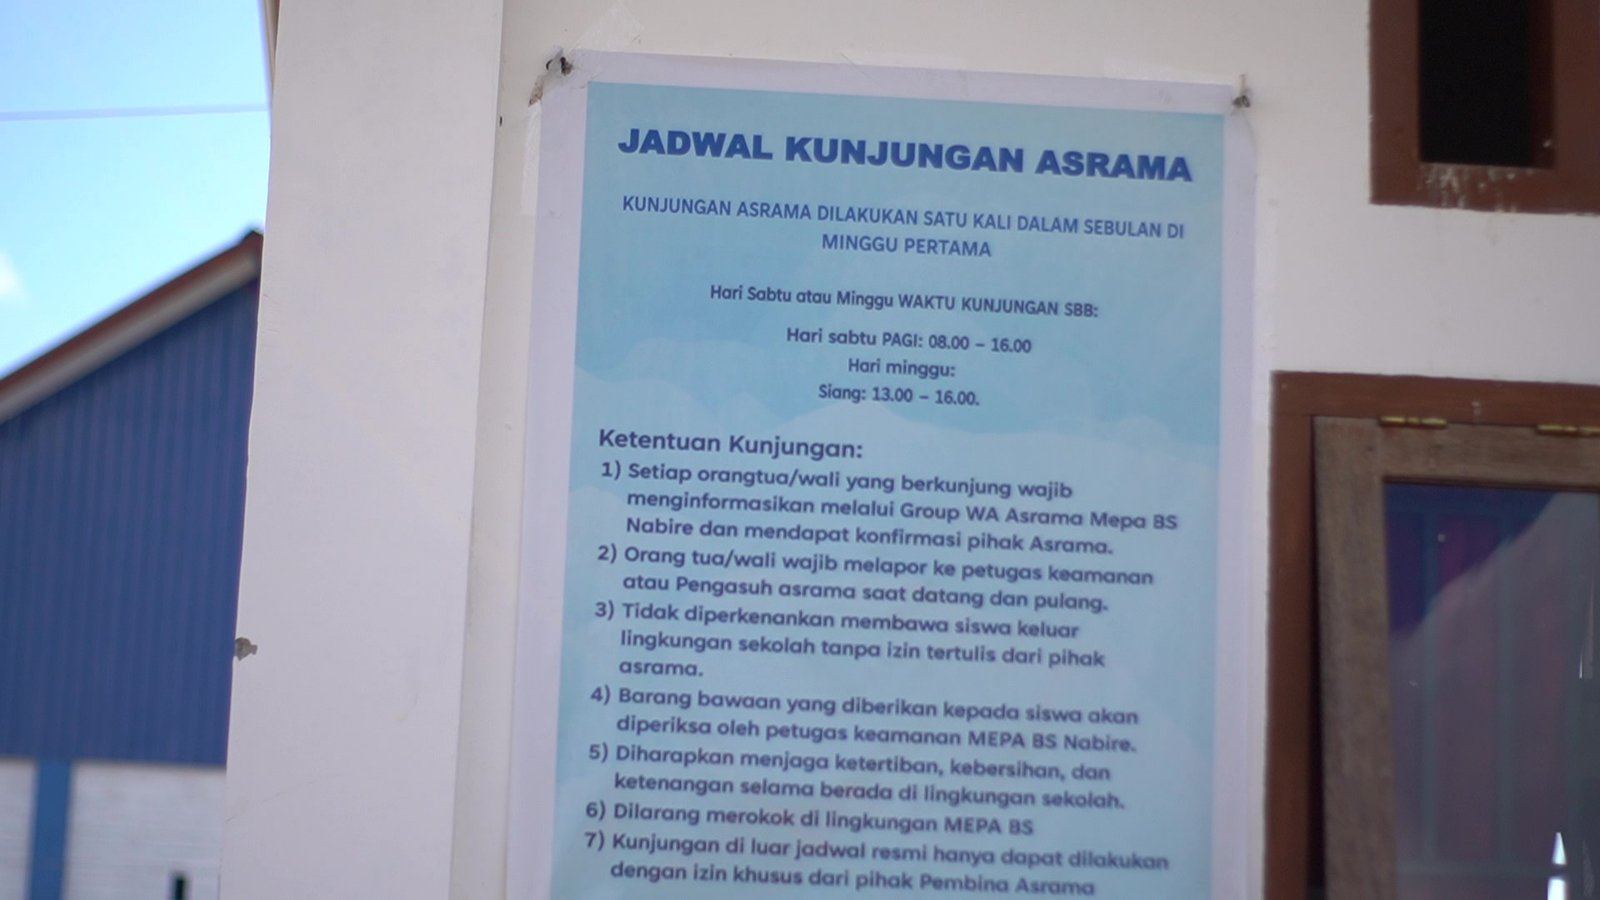 JADWAL KUNJUNGAN ASRAMA
KUNJUNGAN ASRAMA DILAKUKAN SATU KALI DALAM SEBULAN DI
MINGGU PERTAMA
Hari Sabtu atau Minggu WAKTU KUNJUNGAN SBB:
Hari sabtu PAGI: 08.00 – 16.00
Hari minggu:
Siang: 13.00 – 16.00.
Ketentuan Kunjungan:
1) Setiap orangtua/wali yang berkunjung wajib
menginformasikan melalui Group WA Asrama Mepa BS
Nabire dan mendapat konfirmasi pihak Asrama.
2) Orang tua/wali wajib melapor ke petugas keamanan
atau Pengasuh asrama saat datang dan pulang.
3) Tidak diperkenankan membawa siswa keluar
lingkungan sekolah tanpa izin tertulis dari pihak
asrama.
4) Barang bawaan yang diberikan kepada siswa akan
diperiksa oleh petugas keamanan MEPA BS Nabire.
5) Diharapkan menjaga ketertiban, kebersihan, dan
ketenangan selama berada di lingkungan sekolah.
6) Dilarang merokok di lingkungan MEPA BS
7) Kunjungan di luar jadwal resmi hanya dapat dilakukan
dengan izin khusus dari pihak Pembina Asrama